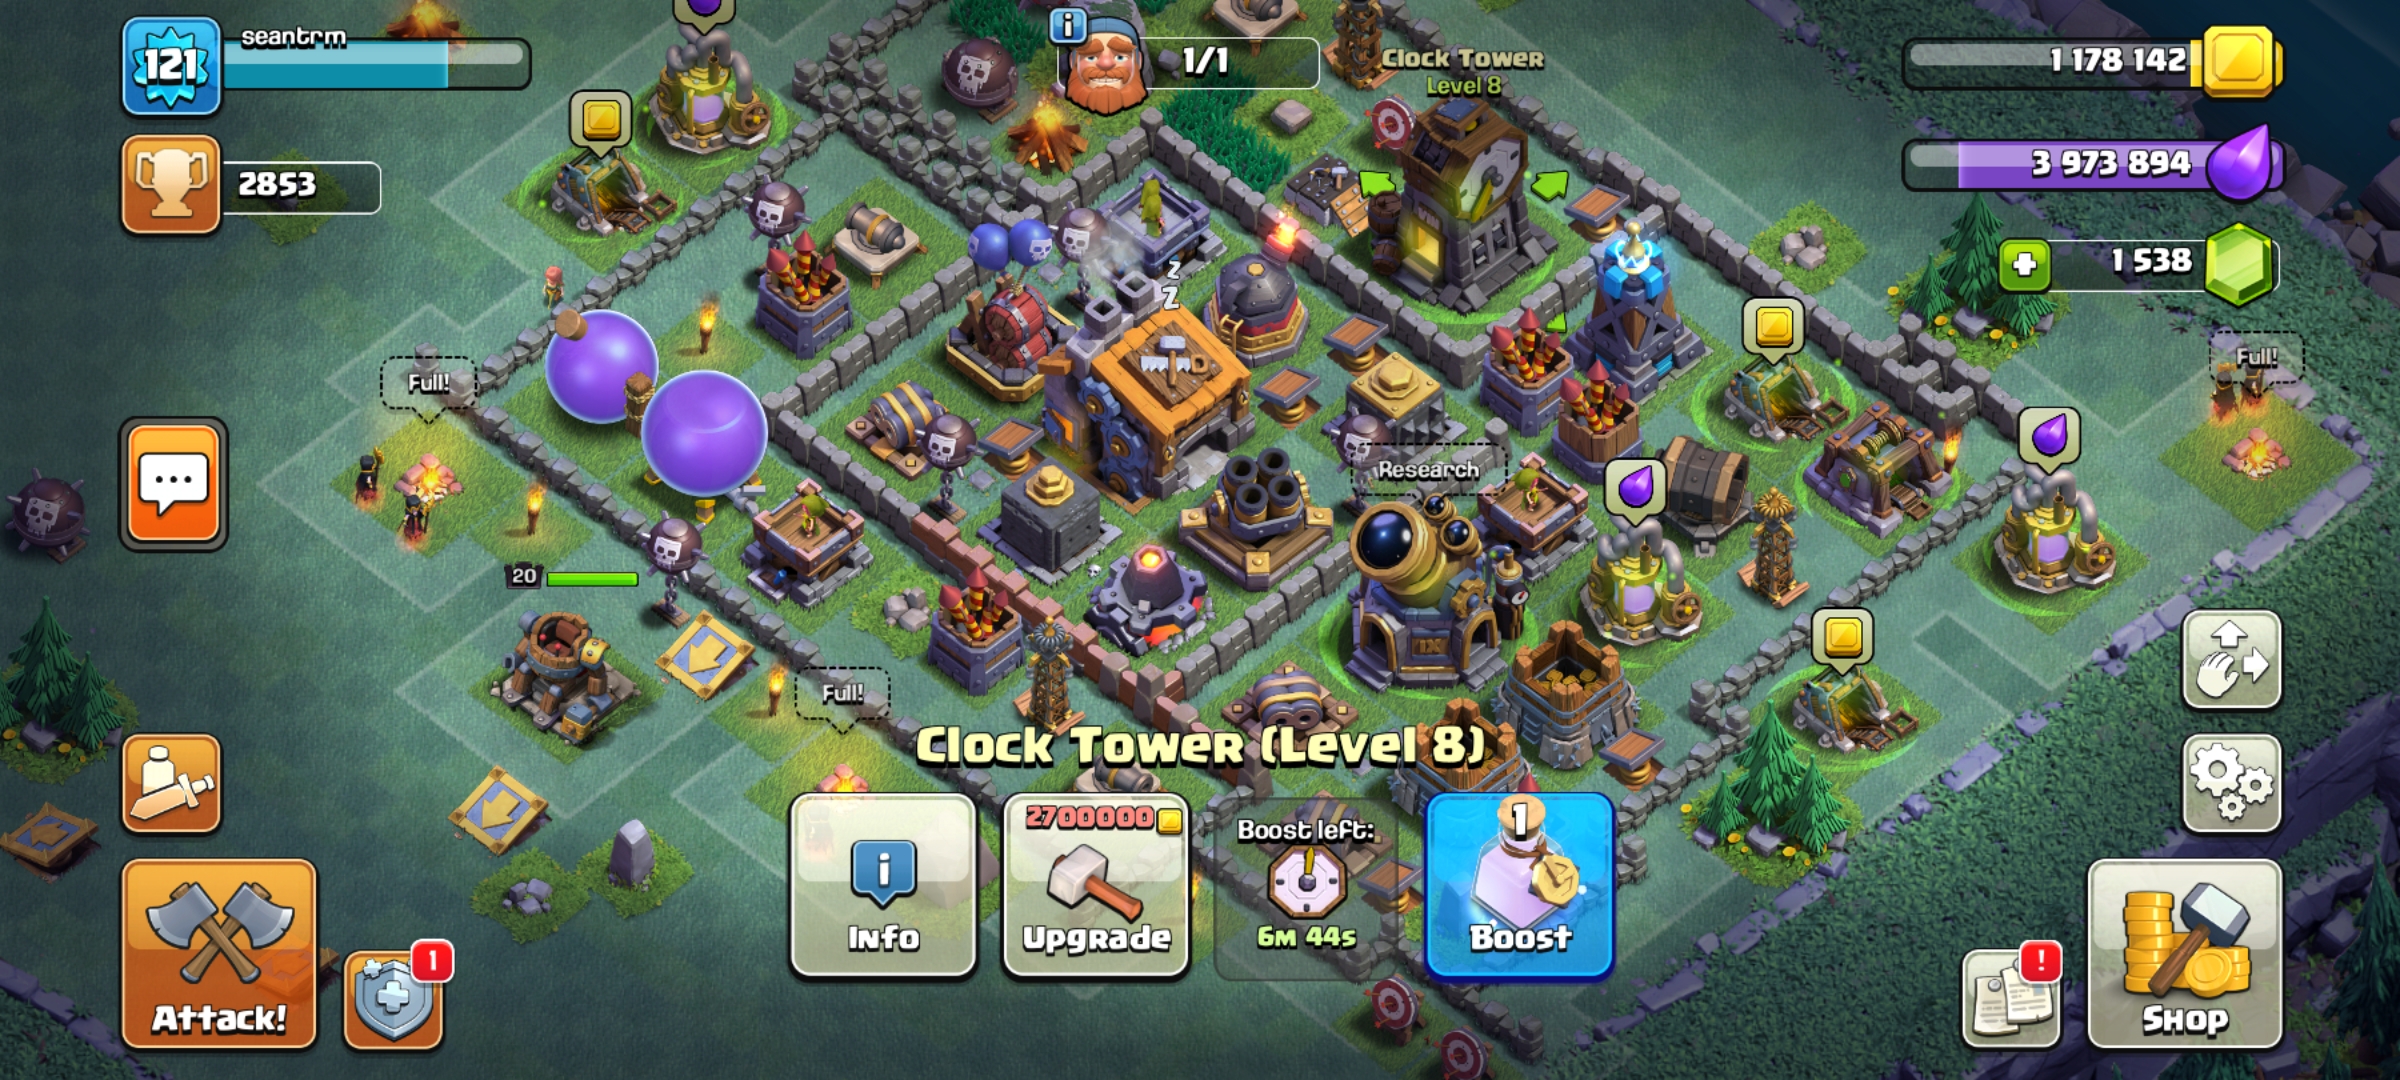 121
seantrm
1/1
Clock Tower
Level 8
1 178 142
2853
3 973 894
1 538
z
z
Full!
Full!
Research
20
Full!
Clock Tower (Level 8)
i
Info
2700000
Upgrade
Boost left:
6m 44s
1
Boost
Attack!
1
!
Shop